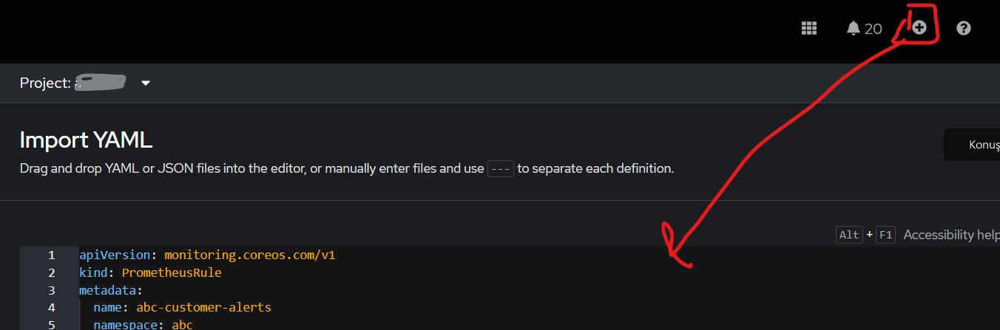 20
Project:
Import YAML
Drag and drop YAML or JSON files into the editor, or manually enter files and use --- to separate each definition.
Alt + F1 Accessibility help
1 apiVersion: monitoring.coreos.com/v1
2 kind: PrometheusRule
3 metadata:
4 name: abc-customer-alerts
5 namespace: abc